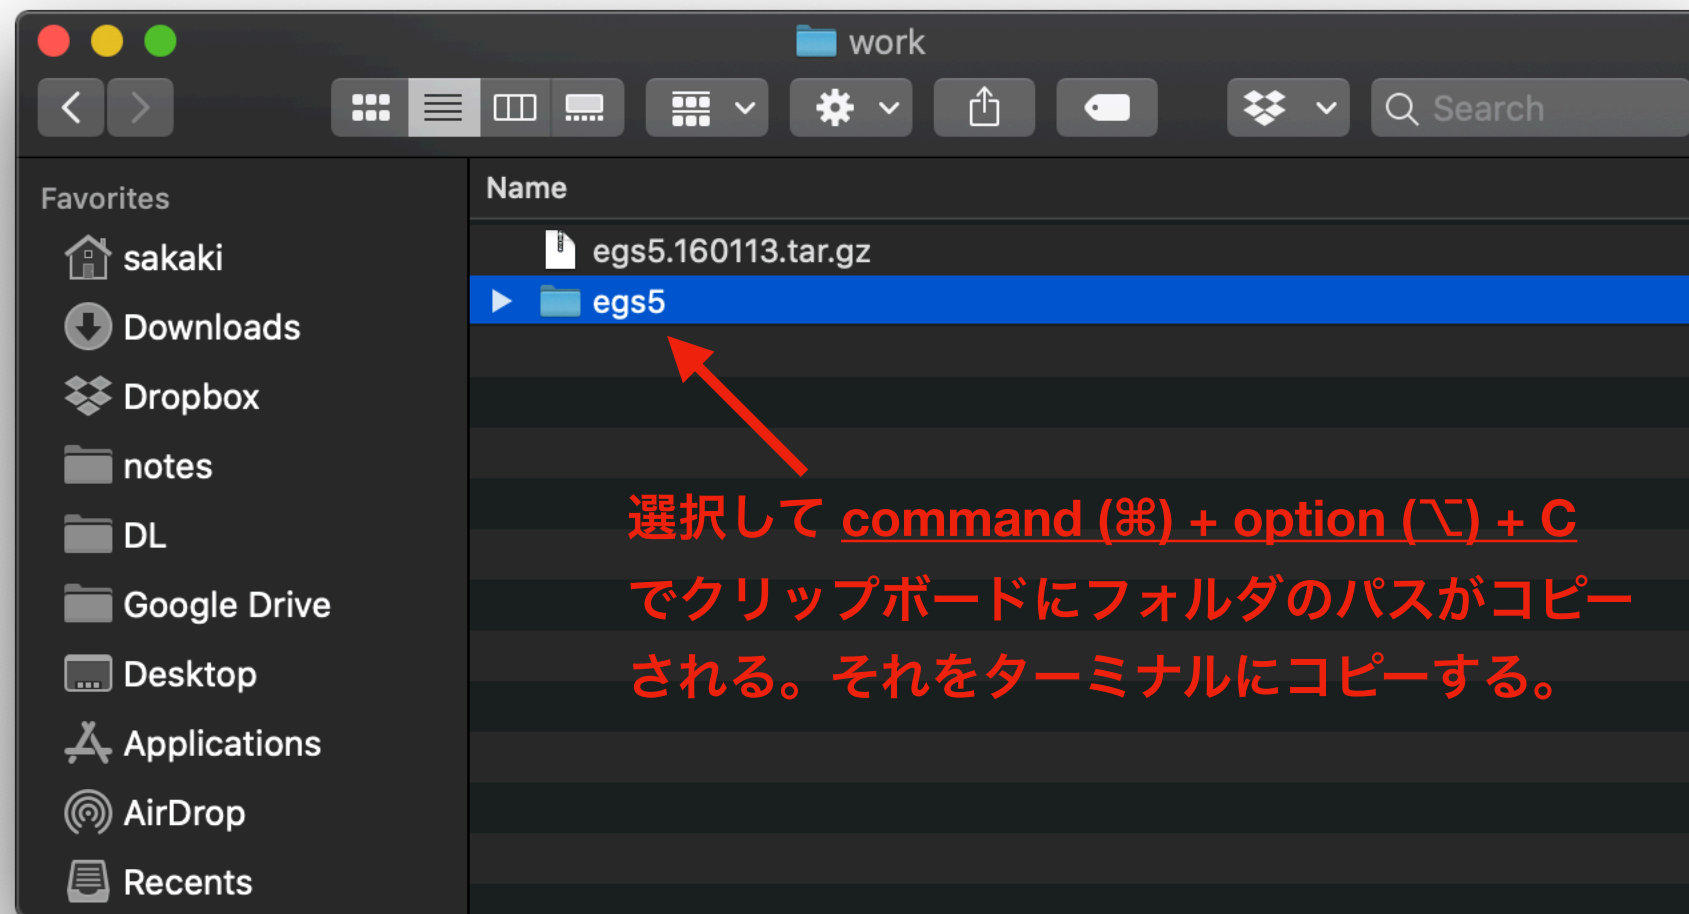 work
Search
Favorites
sakaki
Downloads
Dropbox
notes
DL
Google Drive
Desktop
Applications
AirDrop
Recents
Name
egs5.160113.tar.gz
egs5
選択して command (⌘) + option (⌥) + C
でクリップボードにフォルダのパスがコピー
される。それをターミナルにコピーする。